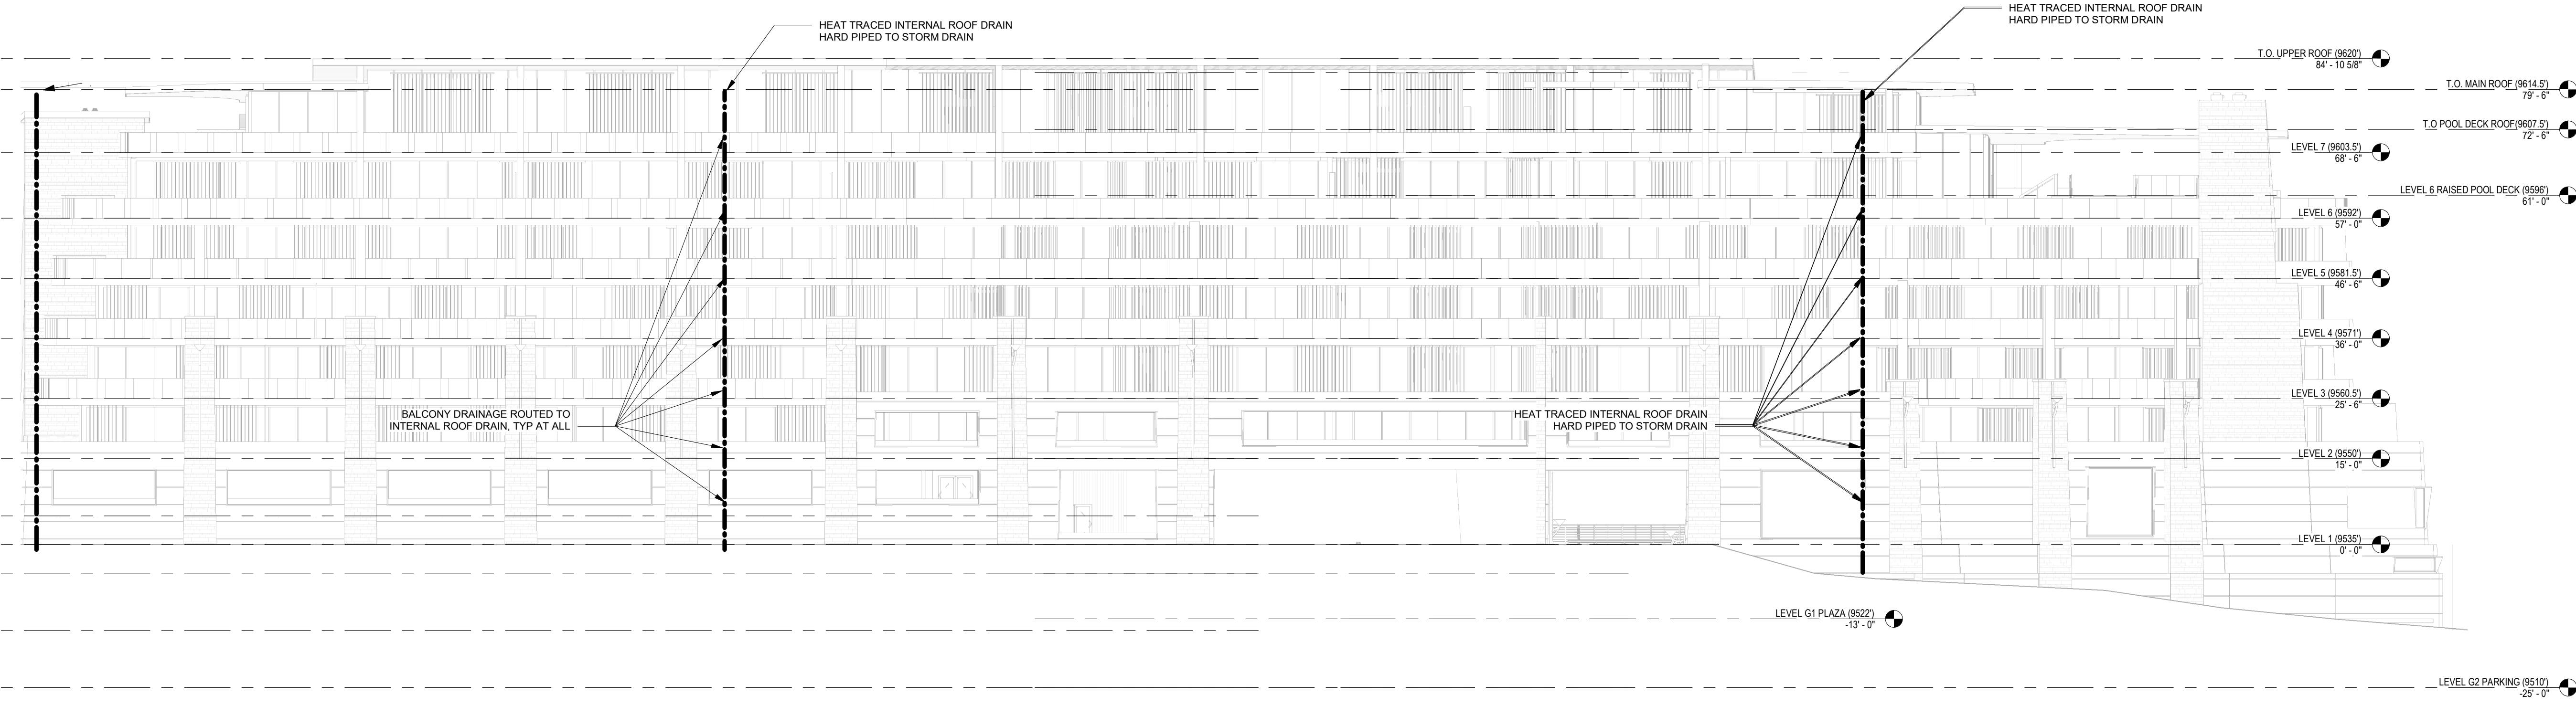 HEAT TRACED INTERNAL ROOF DRAIN
HARD PIPED TO STORM DRAIN
HEAT TRACED INTERNAL ROOF DRAIN
HARD PIPED TO STORM DRAIN
T.O. UPPER ROOF (9620')
84' - 10 5/8"
T.O. MAIN ROOF (9614.5')
79' - 6"
T.O POOL DECK ROOF(9607.5')
72' - 6"
LEVEL 7 (9603.5')
68' - 6"
LEVEL 6 RAISED POOL DECK (9596')
61' - 0"
LEVEL 6 (9592')
57' - 0"
LEVEL 5 (9581.5')
46' - 6"
LEVEL 4 (9571')
36' - 0"
LEVEL 3 (9560.5')
25' - 6"
BALCONY DRAINAGE ROUTED TO
INTERNAL ROOF DRAIN, TYP AT ALL
HEAT TRACED INTERNAL ROOF DRAIN
HARD PIPED TO STORM DRAIN
LEVEL 2 (9550')
15' - 0"
LEVEL 1 (9535')
0' - 0"
LEVEL G1 PLAZA (9522')
-13' - 0"
LEVEL G2 PARKING (9510')
-25' - 0"